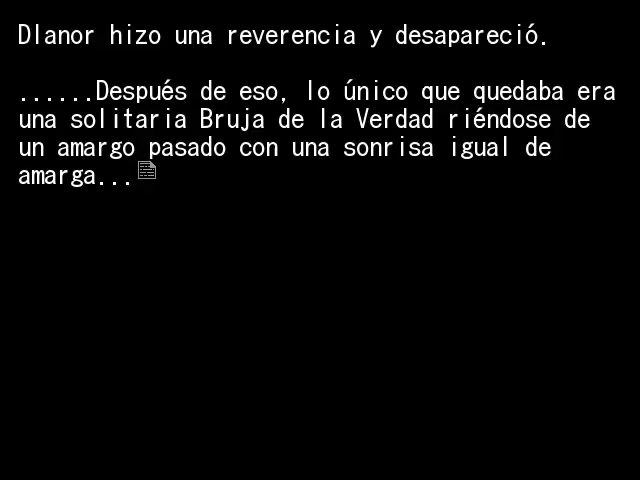 Dlanor hizo una reverencia y desapareció.
......Después de eso, lo único que quedaba era
una solitaria Bruja de la Verdad riéndose de
un amargo pasado con una sonrisa igual de
amarga...